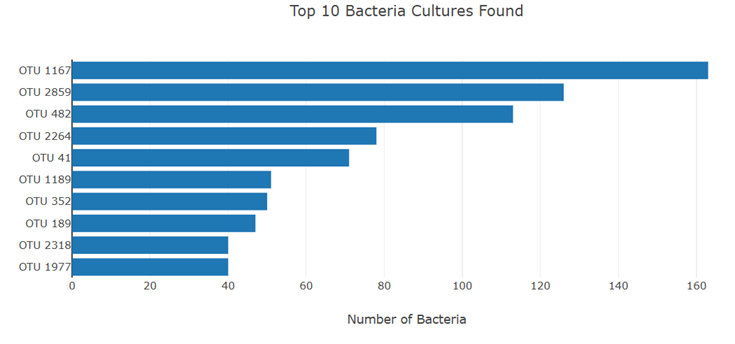 Top 10 Bacteria Cultures Found
OTU 1167
OTU 2859
OTU 482
OTU 2264
OTU 41
OTU 1189
OTU 352
OTU 189
OTU 2318
OTU 1977
0 20 40 60 80 100 120 140 160
Number of Bacteria